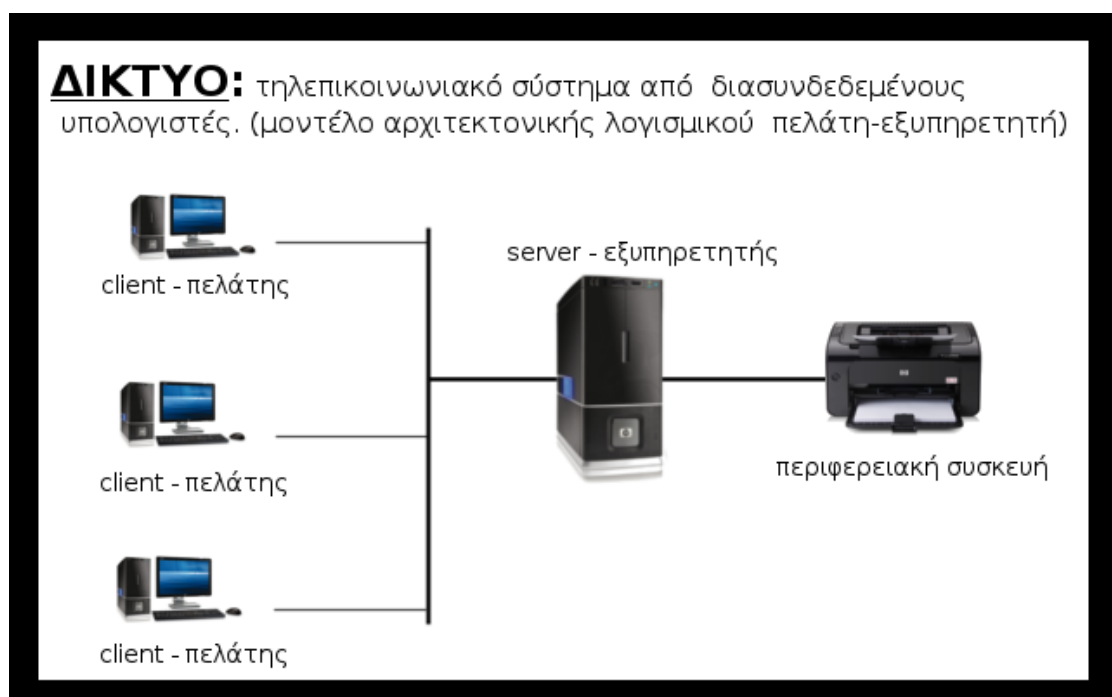 ΔΙΚΤΥΟ: τηλεπικοινωνιακό σύστημα από διασυνδεδεμένους
υπολογιστές. (μοντέλο αρχιτεκτονικής λογισμικού πελάτη-εξυπηρετητή)
client - πελάτης
server - εξυπηρετητής
client - πελάτης
περιφερειακή συσκευή
client - πελάτης